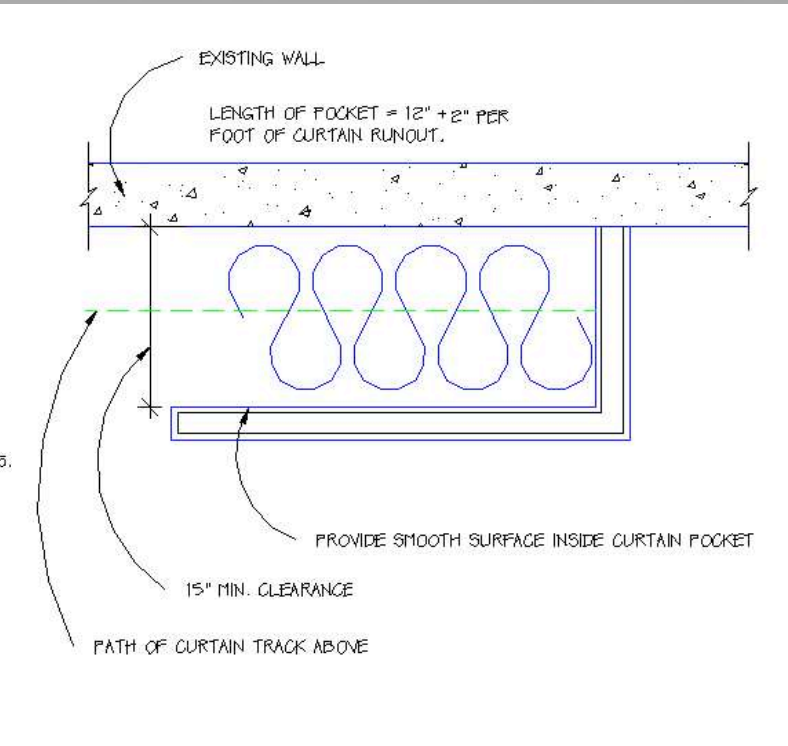 EXISTING WALL
LENGTH OF POCKET = 12" +2" PER
FOOT OF CURTAIN RUNOUT.
5.
PROVIDE SMOOTH SURFACE INSIDE CURTAIN POCKET
15" MIN. CLEARANCE
PATH OF CURTAIN TRACK ABOVE